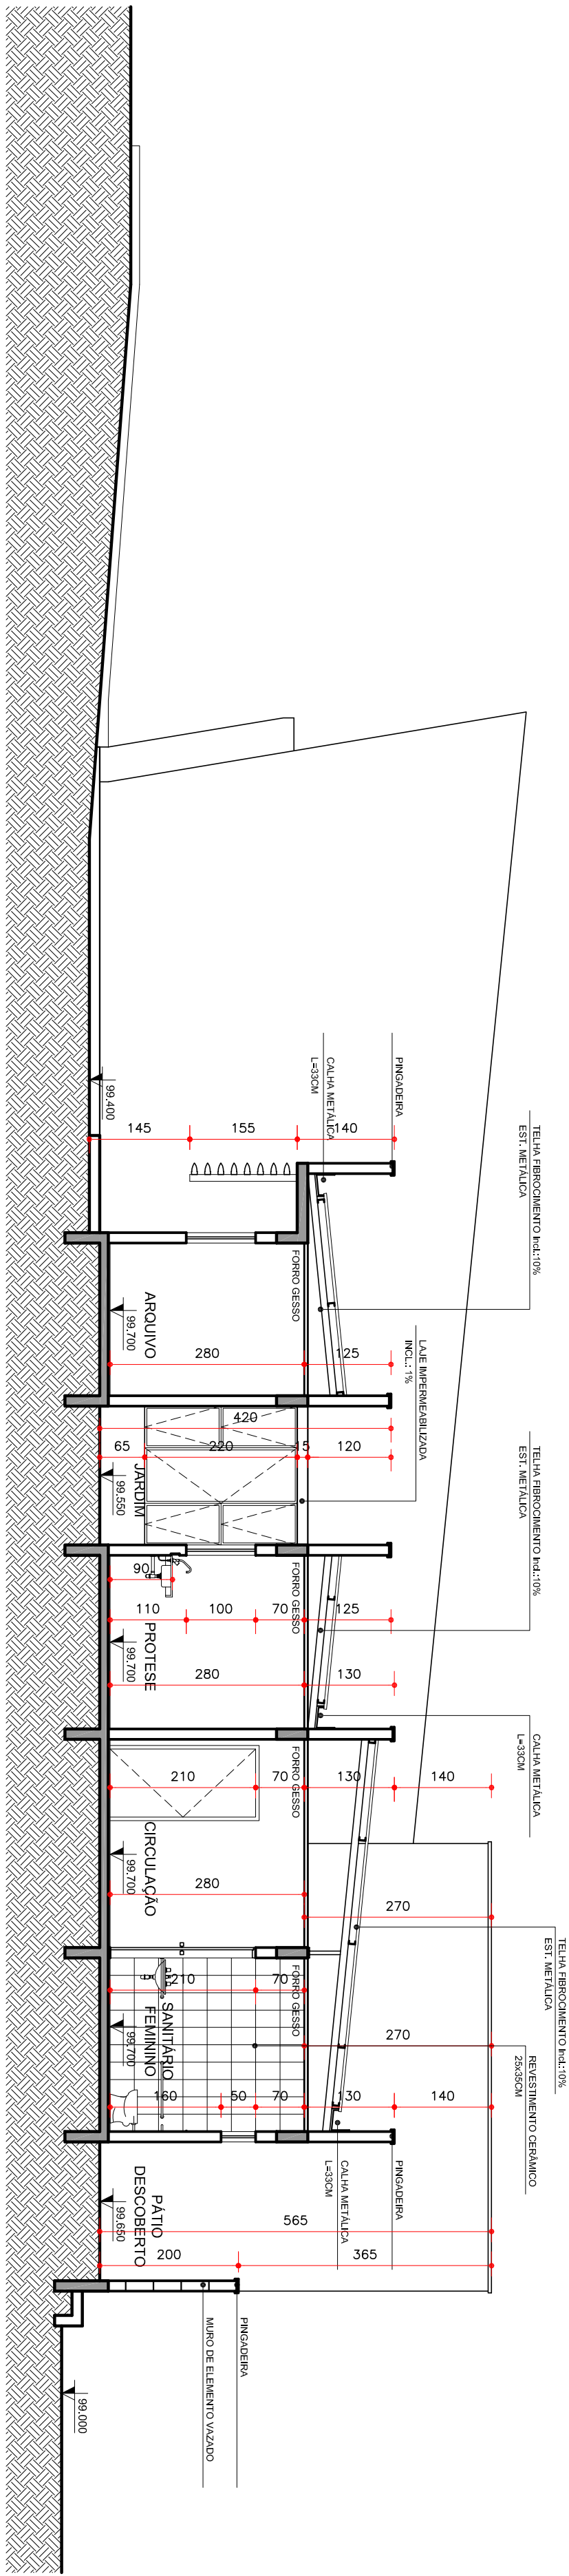 TELHA FIBROCIMENTO Incl.:10%
EST. METÁLICA
PINGADEIRA
CALHA METÁLICA
L=33CM
99.400
145
155
140
FORRO GESSO
ARQUIVO
99.700
280
125
LAJE IMPERMEABILIZADA
INCL.: 1%
420
65
220
15
120
JARDIM
99.550
TELHA FIBROCIMENTO Incl.:10%
EST. METÁLICA
FORRO GESSO
90
110
100
70
125
PROTESE
99.700
280
130
CALHA METÁLICA
L=33CM
FORRO GESSO
210
70
130
140
CIRCULAÇÃO
99.700
280
270
TELHA FIBROCIMENTO Incl.:10%
EST. METÁLICA
FORRO GESSO
210
70
SANITÁRIO
FEMININO
99.700
270
REVESTIMENTO CERÂMICO
25x35CM
160
50
70
130
140
PINGADEIRA
CALHA METÁLICA
L=33CM
PÁTIO
DESCOBERTO
99.650
565
200
365
PINGADEIRA
MURO DE ELEMENTO VAZADO
99.000